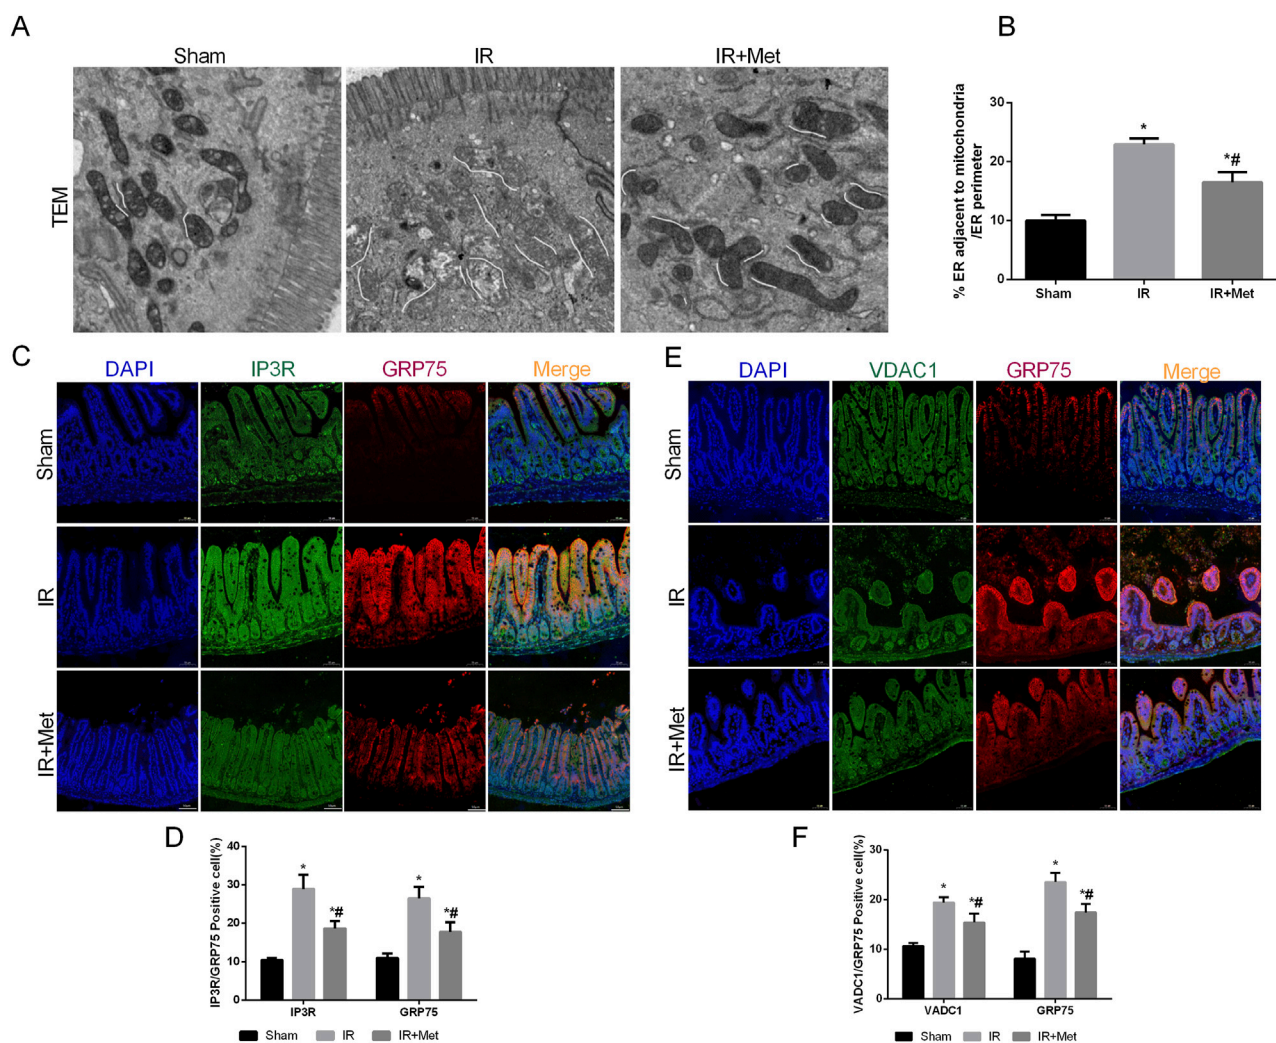 A
Sham
IR
IR+Met
TEM
B
% ER adjacent to mitochondria
/ER perimeter
30
20
10
0
*
*#
Sham
IR
IR+Met
C
DAPI
IP3R
GRP75
Merge
Sham
IR
IR+Met
E
DAPI
VDAC1
GRP75
Merge
Sham
IR
IR+Met
D
IP3R/GRP75 Positive cell(%)
40
30
20
10
0
*
*#
*
*#
IP3R
GRP75
Sham
IR
IR+Met
F
VADC1/GRP75 Positive cell(%)
30
20
10
0
*
*#
*
*#
VADC1
GRP75
Sham
IR
IR+Met